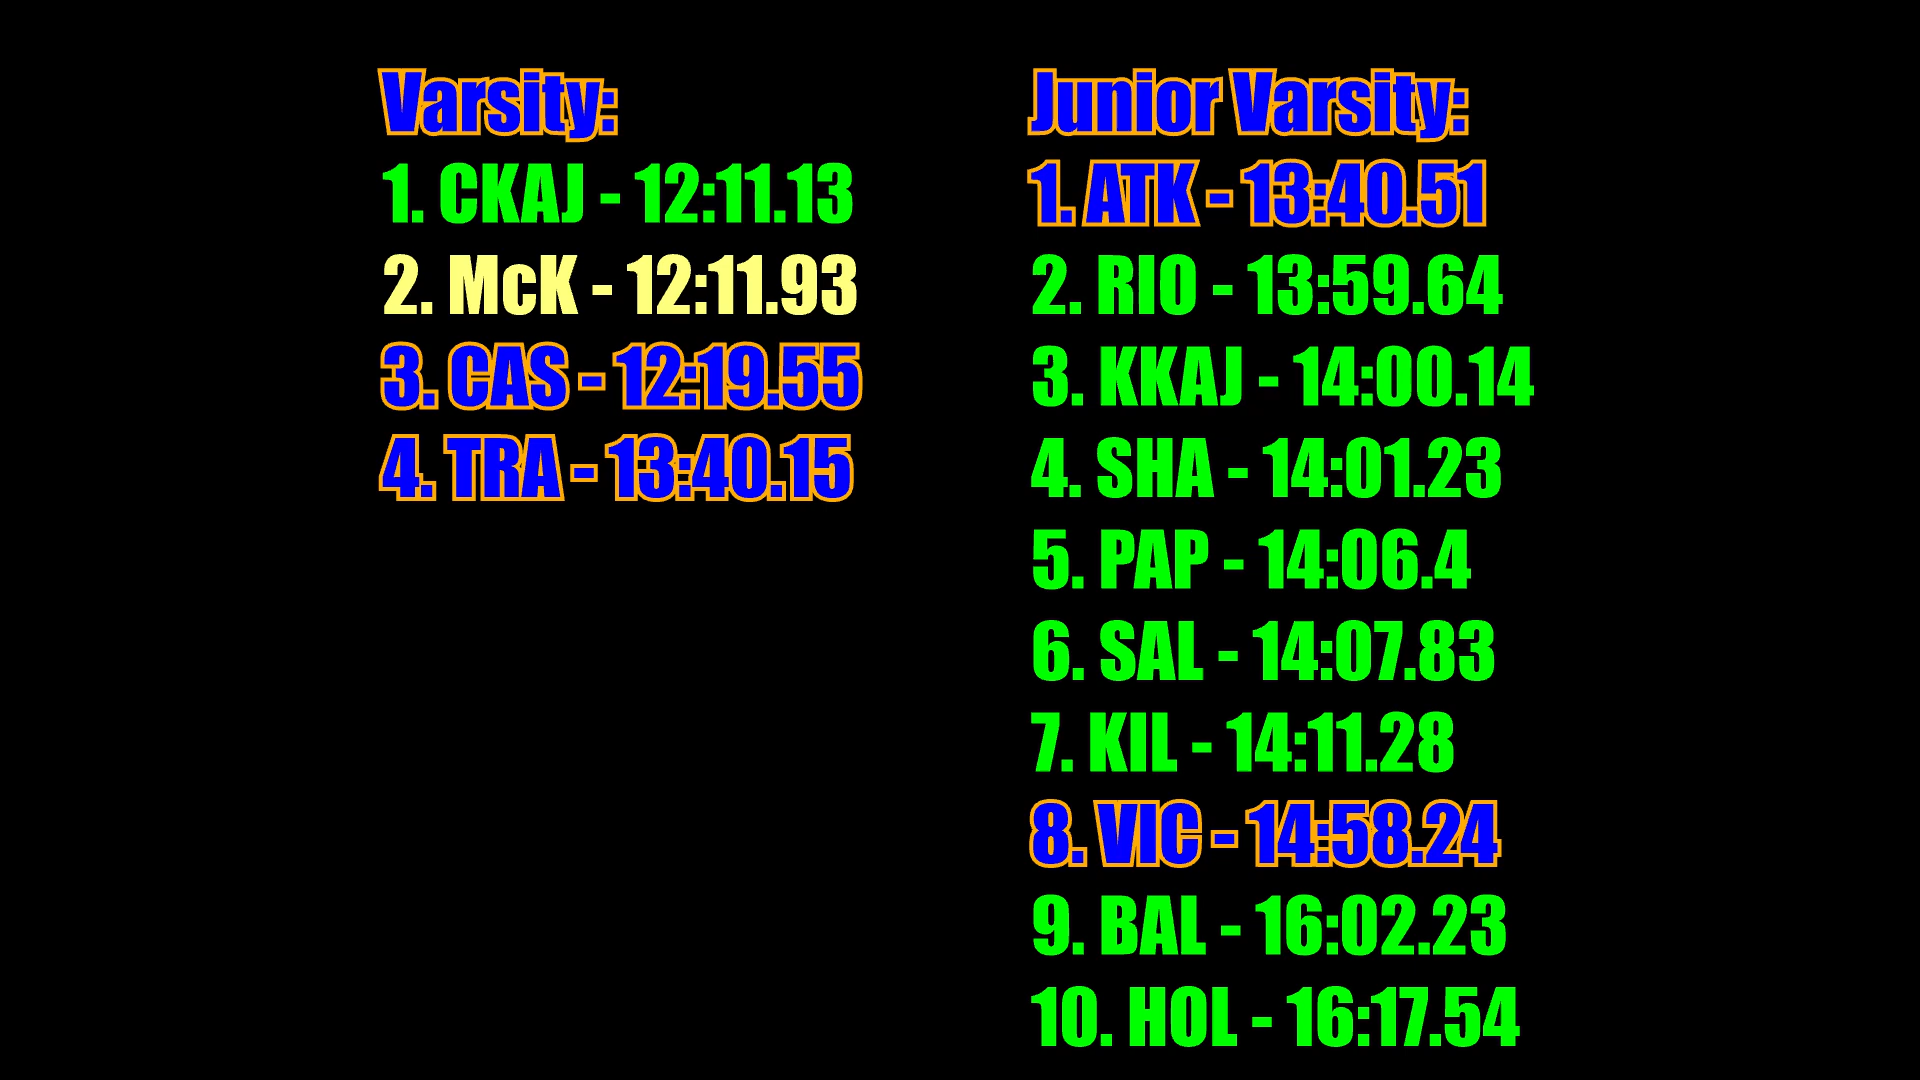 Varsity:
1. CKAJ - 12:11.13
2. McK - 12:11.93
3. CAS - 12:19.55
4. TRA - 13:40.15
Junior Varsity:
1. ATK - 13:40.51
2. RIO - 13:59.64
3. KKAJ - 14:00.14
4. SHA - 14:01.23
5. PAP - 14:06.4
6. SAL - 14:07.83
7. KIL - 14:11.28
8. VIC - 14:58.24
9. BAL - 16:02.23
10. HOL - 16:17.54